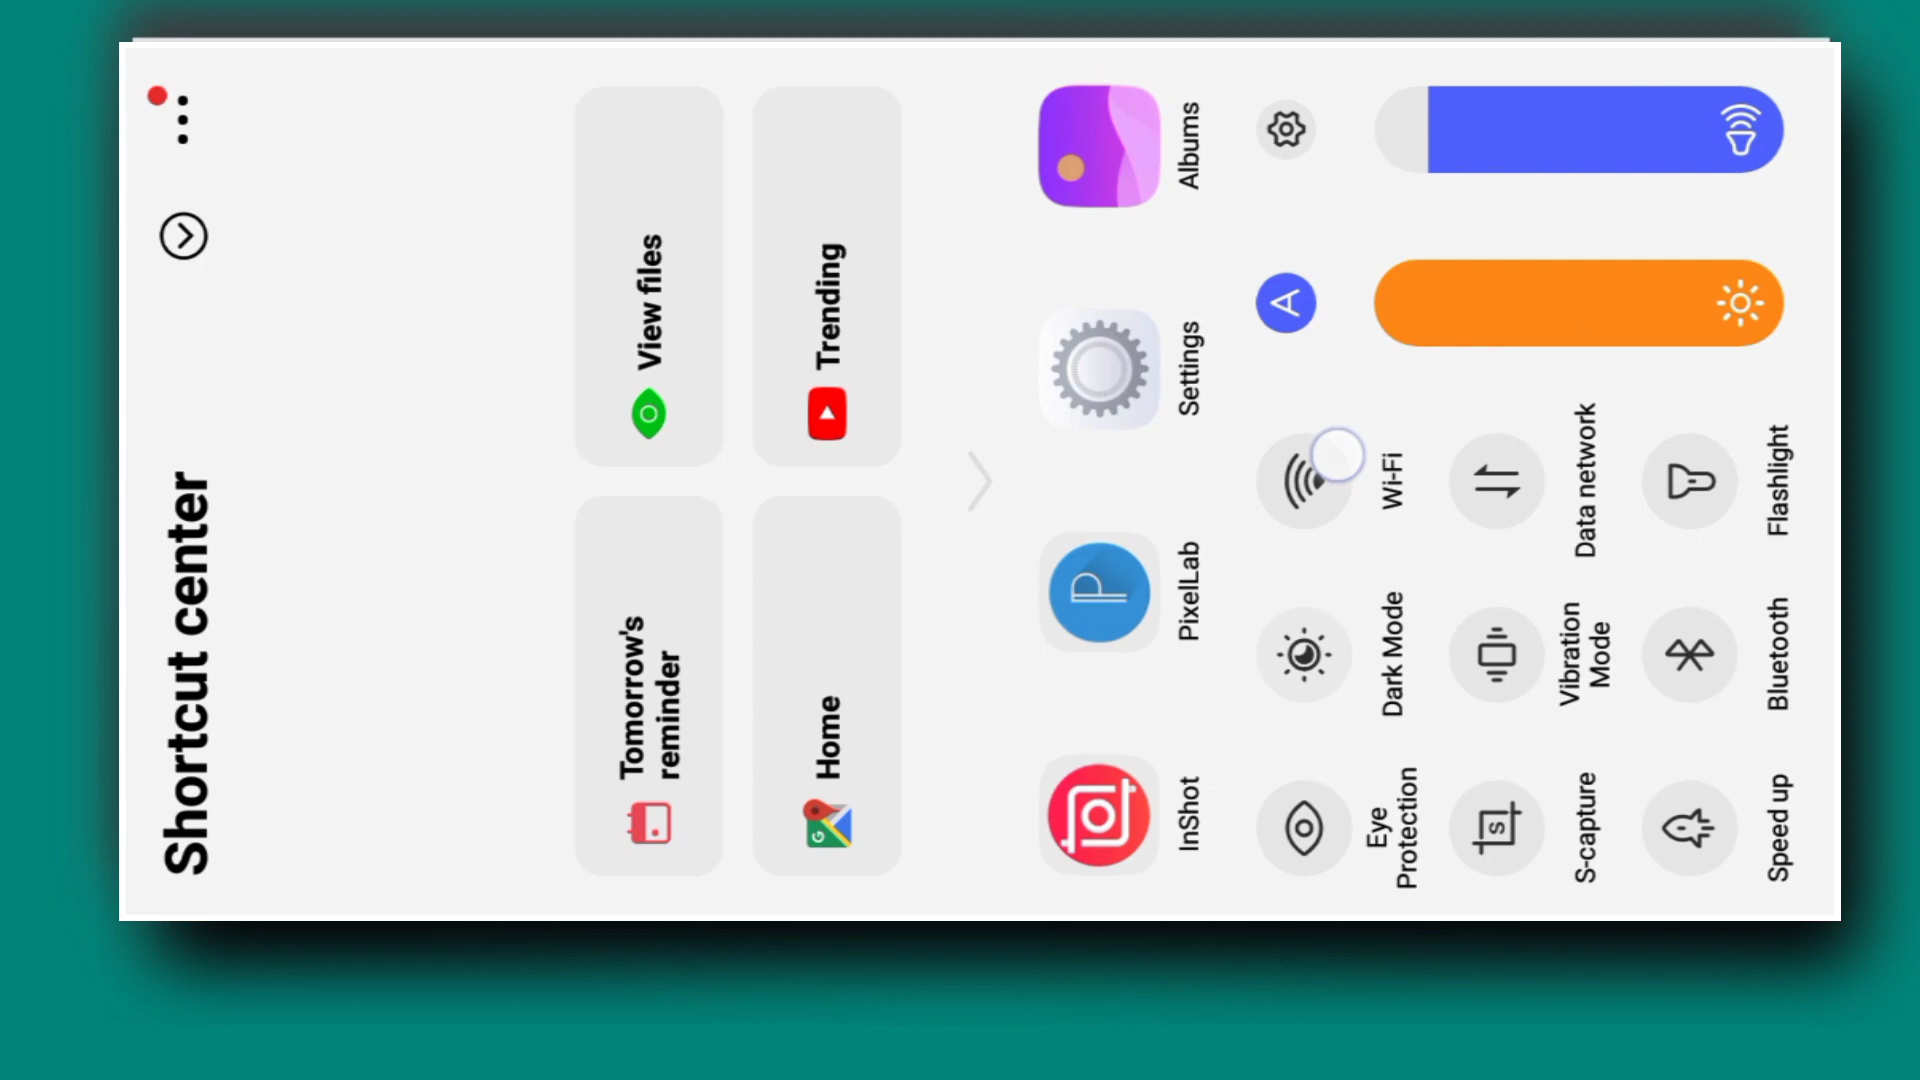 Shortcut center
Tomorrow's
reminder
View files
Home
Trending
InShot
PixelLab
Settings
Albums
Eye
Protection
Dark Mode
Wi-Fi
A
S-capture
Vibration
Mode
Data network
Speed up
Bluetooth
Flashlight